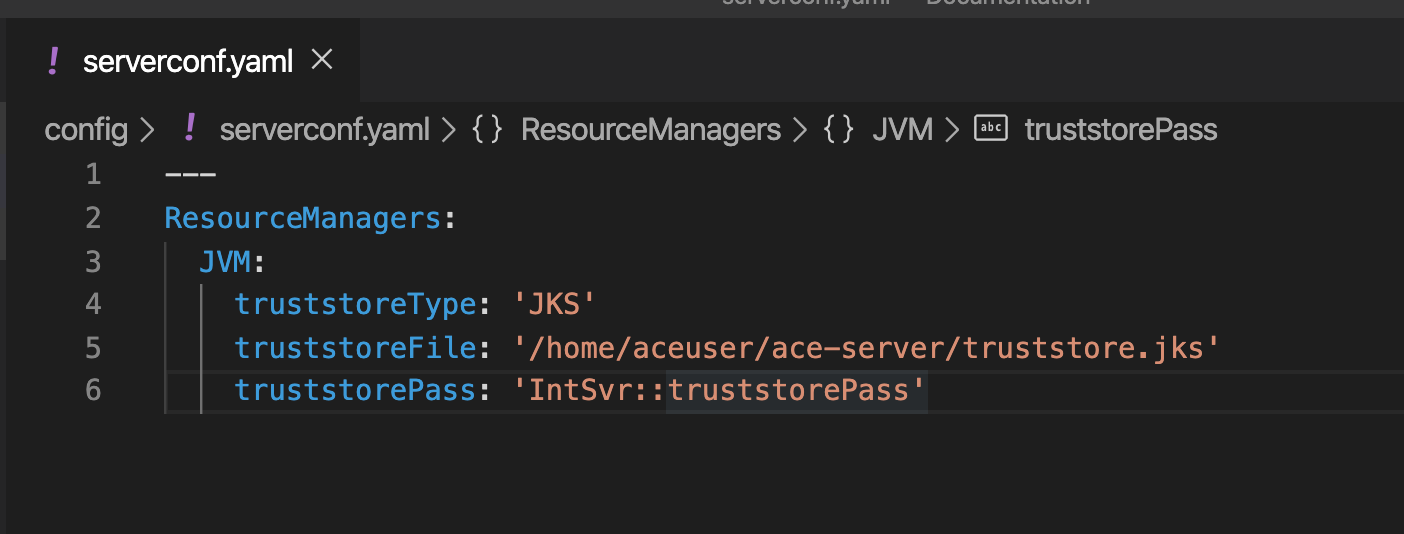 serverconf.yaml — Documentation
! serverconf.yaml ×
config > ! serverconf.yaml > {} ResourceManagers > {} JVM > abc truststorePass
1 ---
2 ResourceManagers:
3 JVM:
4 truststoreType: 'JKS'
5 truststoreFile: '/home/aceuser/ace-server/truststore.jks'
6 truststorePass: 'IntSvr::truststorePass'